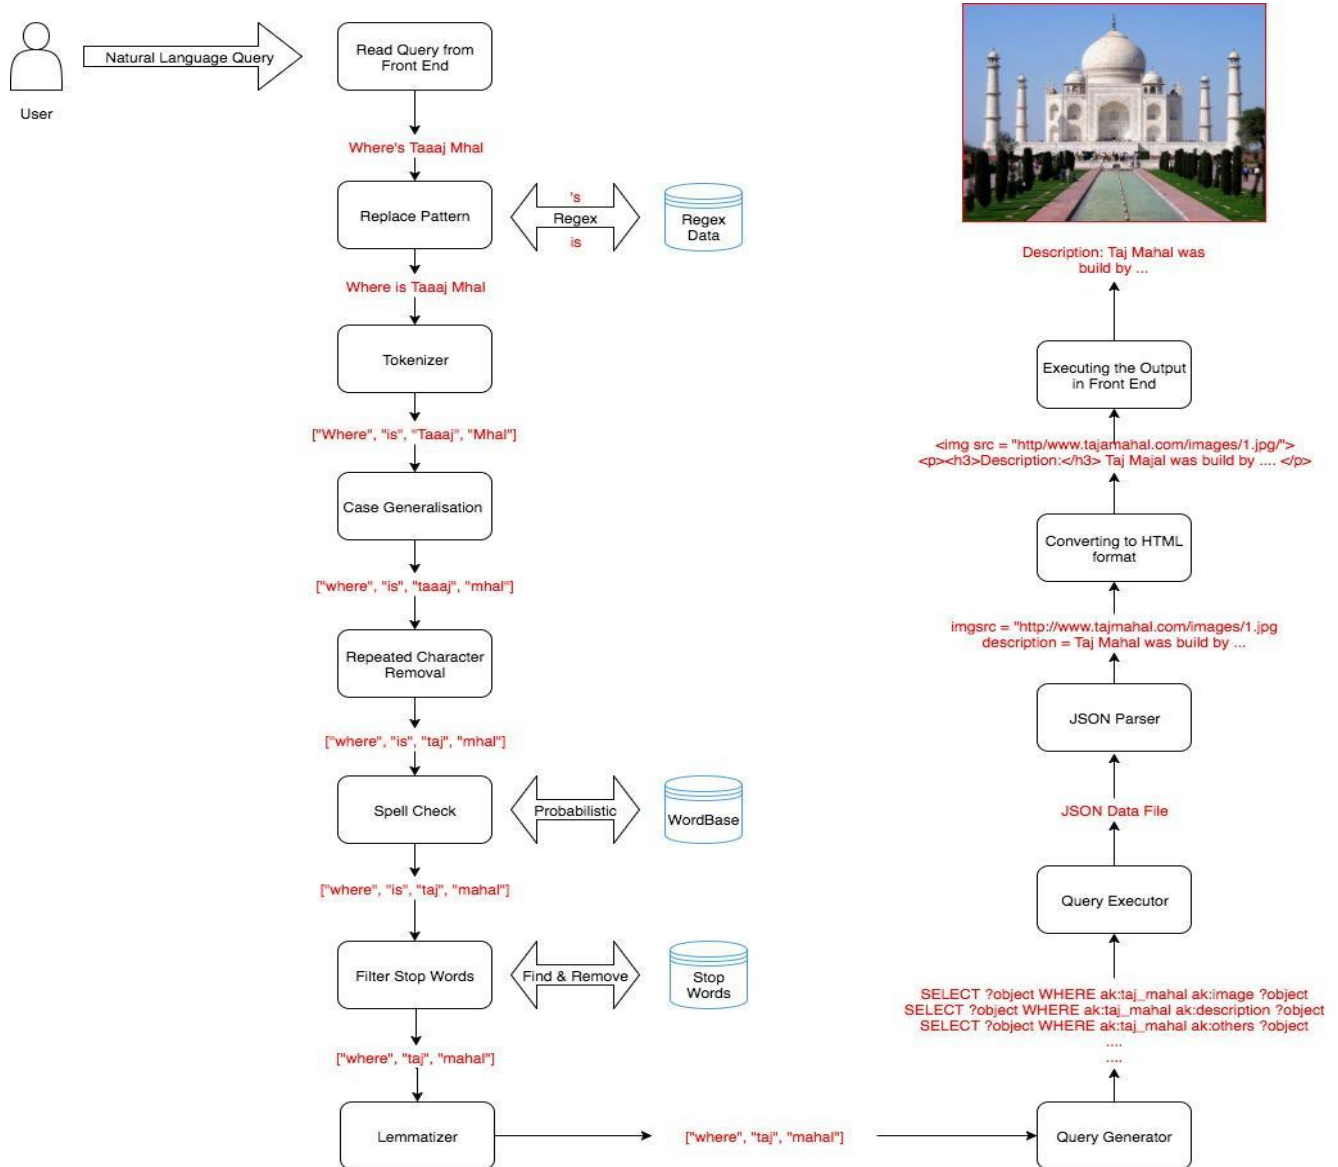 Natural Language Query
User
Read Query from
Front End
Where's Taaaj Mhal
Replace Pattern
's
Regex
is
Regex
Data
Where is Taaaj Mhal
Tokenizer
["Where", "is", "Taaaj", "Mhal"]
Case Generalisation
["where", "is", "taaaj", "mhal"]
Repeated Character
Removal
["where", "is", "taj", "mhal"]
Spell Check
Probabilistic
WordBase
["where", "is", "taj", "mahal"]
Filter Stop Words
Find & Remove
Stop
Words
["where", "taj", "mahal"]
Lemmatizer
["where", "taj", "mahal"]
Query Generator
SELECT ?object WHERE ak:taj_mahal ak:image ?object
SELECT ?object WHERE ak:taj_mahal ak:description ?object
SELECT ?object WHERE ak:taj_mahal ak:others ?object
....
....
Query Executor
JSON Data File
JSON Parser
imgsrc = "http://www.tajmahal.com/images/1.jpg
description = Taj Mahal was build by ...
Converting to HTML
format
<img src = "http/www.tajamahal.com/images/1.jpg/">
<p><h3>Description:</h3> Taj Majal was build by .... </p>
Executing the Output
in Front End
Description: Taj Mahal was
build by ...